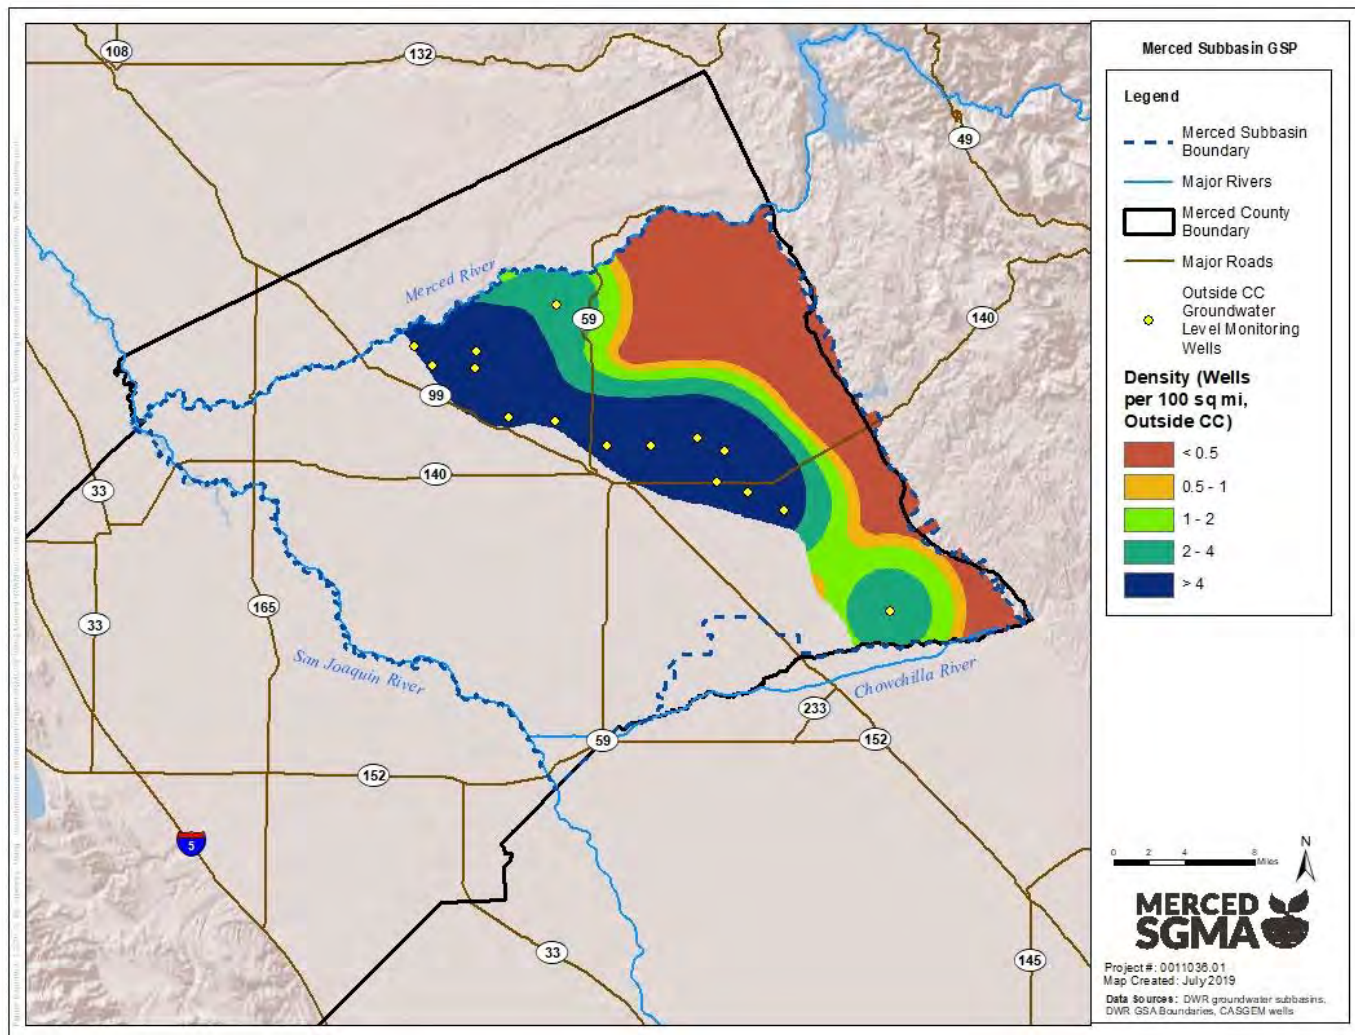 Merced Subbasin GSP
Legend
Merced Subbasin
Boundary
Major Rivers
Merced County
Boundary
Major Roads
Outside CC
Groundwater
Level Monitoring
Wells
Density (Wells
per 100 sq mi,
Outside CC)
< 0.5
0.5 - 1
1 - 2
2 - 4
> 4
108
132
49
Merced River
59
140
99
140
33
165
33
San Joaquin River
Chowchilla River
233
59
152
152
5
33
145
N
0 2 4 8
Miles
MERCED
SGMA
Project #: 0011036.01
Map Created: July 2019
Data Sources: DWR groundwater subbasins,
DWR GSA Boundaries, CASGEM wells